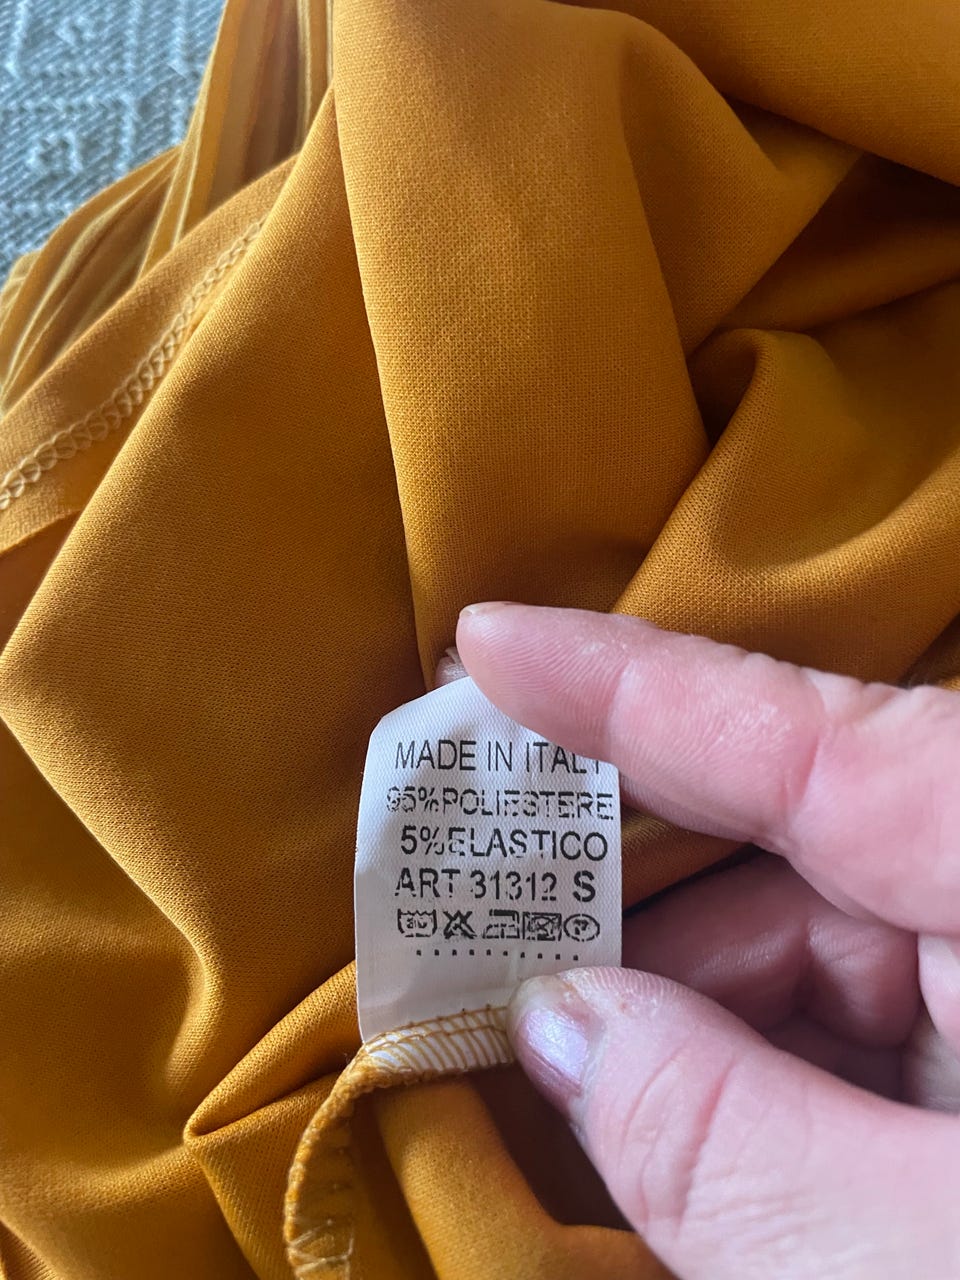 MADE IN ITALY
95%POLIESTERE
5%ELASTICO
ART 31312 S